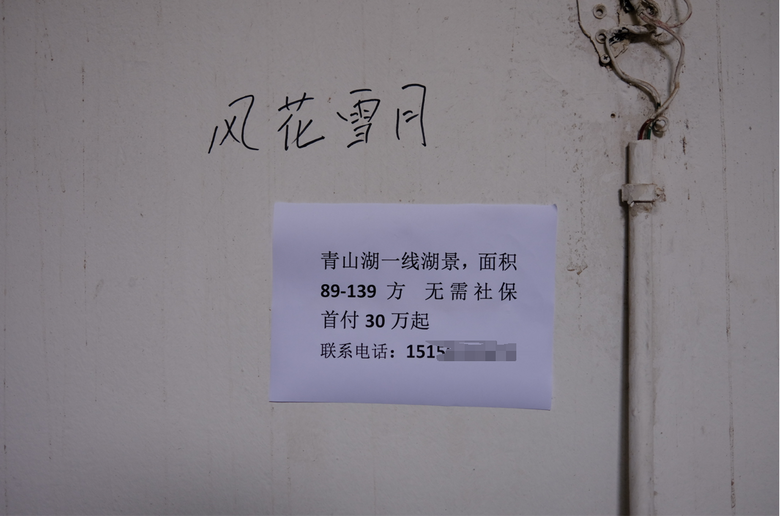 风花雪月
青山湖一线湖景，面积
89-139 方 无需社保
首付 30 万起
联系电话：1515